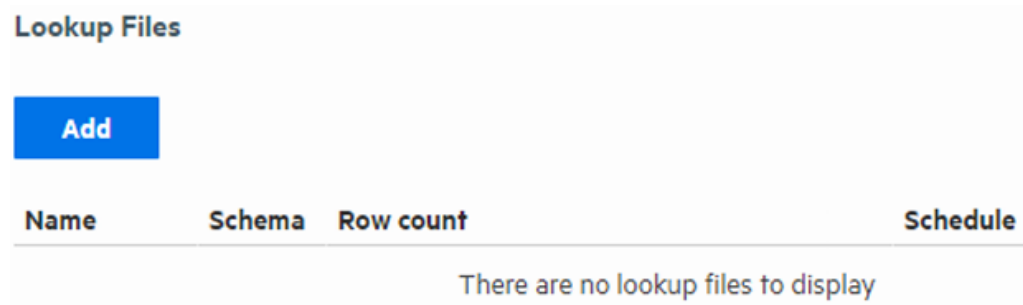 Lookup Files
Add
Name Schema Row count Schedule
There are no lookup files to display